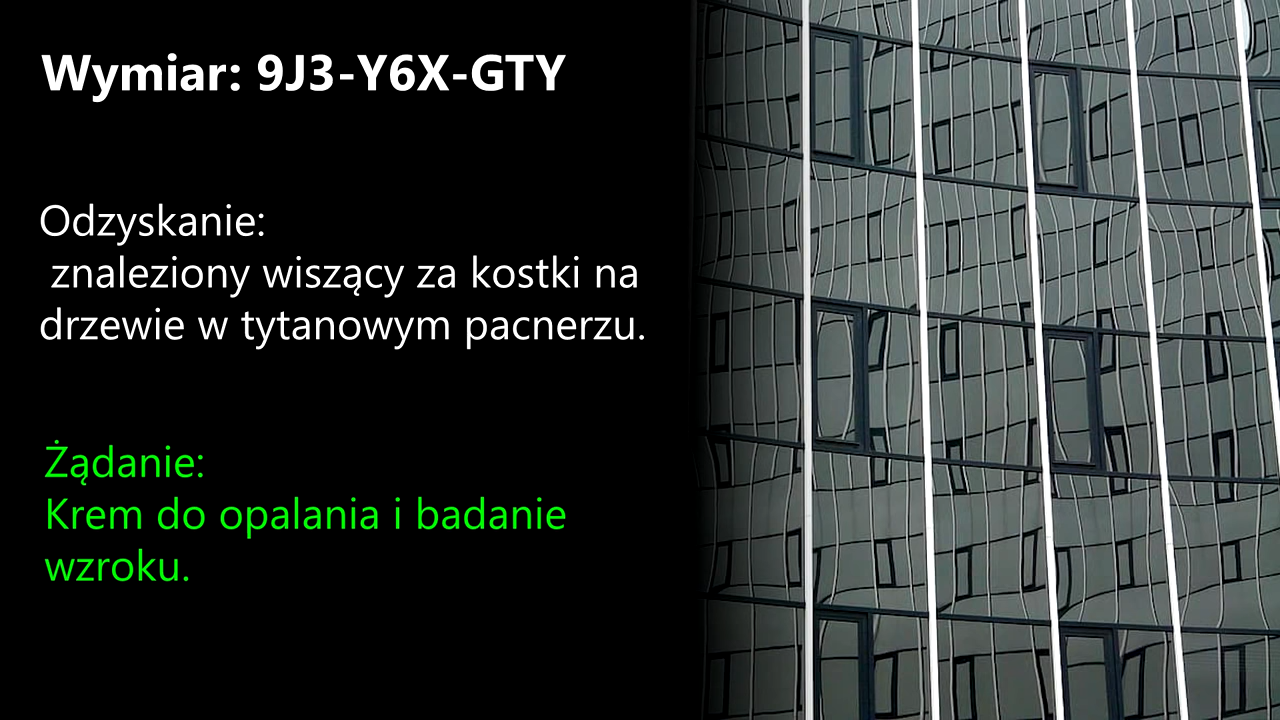 Wymiar: 9J3-Y6X-GTY
Odzyskanie:
znaleziony wiszący za kostki na
drzewie w tytanowym pacnerzu.
Żądanie:
Krem do opalania i badanie
wzroku.